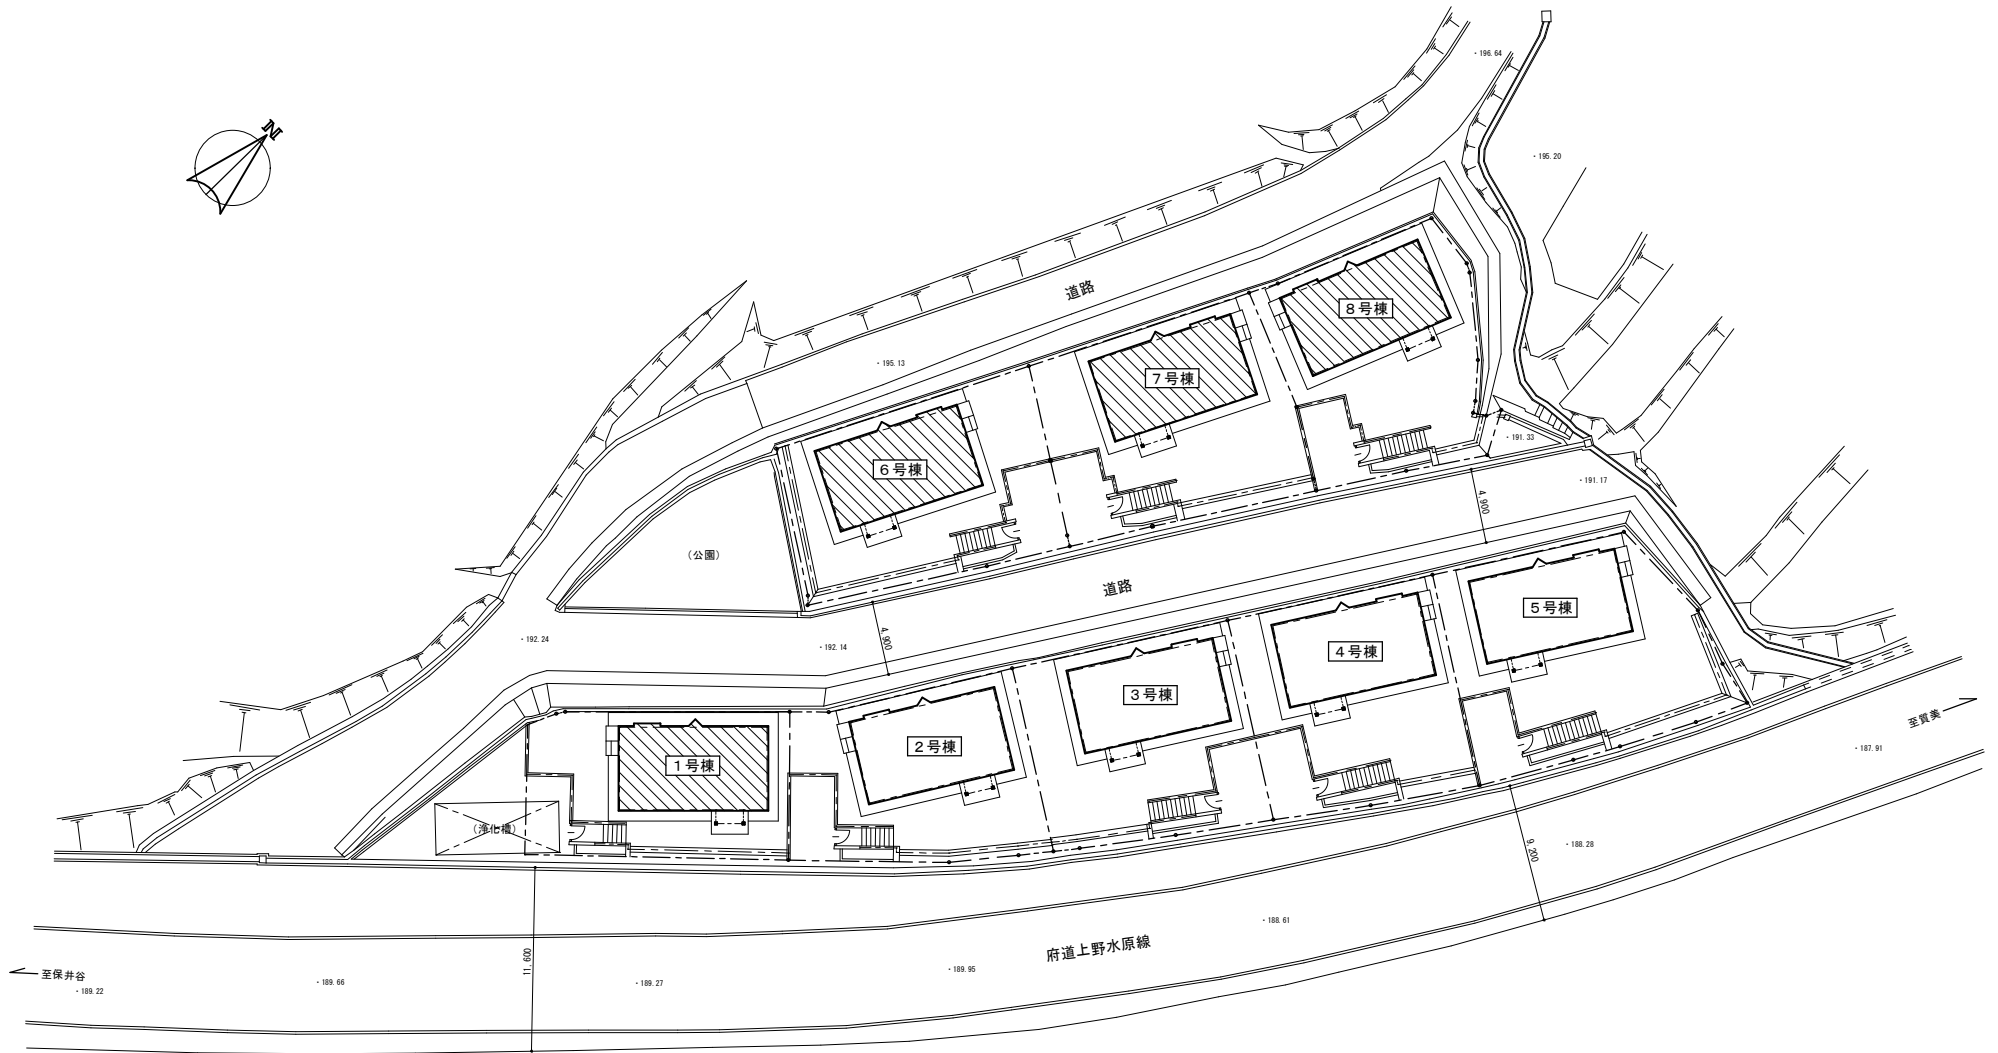 N
・196.64
・195.20
道路
・195.13
8号棟
7号棟
6号棟
・191.33
・191.17
4,900
(公園)
道路
・192.24
・192.14
4,900
5号棟
4号棟
3号棟
2号棟
1号棟
(浄化槽)
至質美
・187.91
・188.28
9,200
・188.61
府道上野水原線
11,600
・189.95
・189.27
・189.66
至保井谷
・189.22